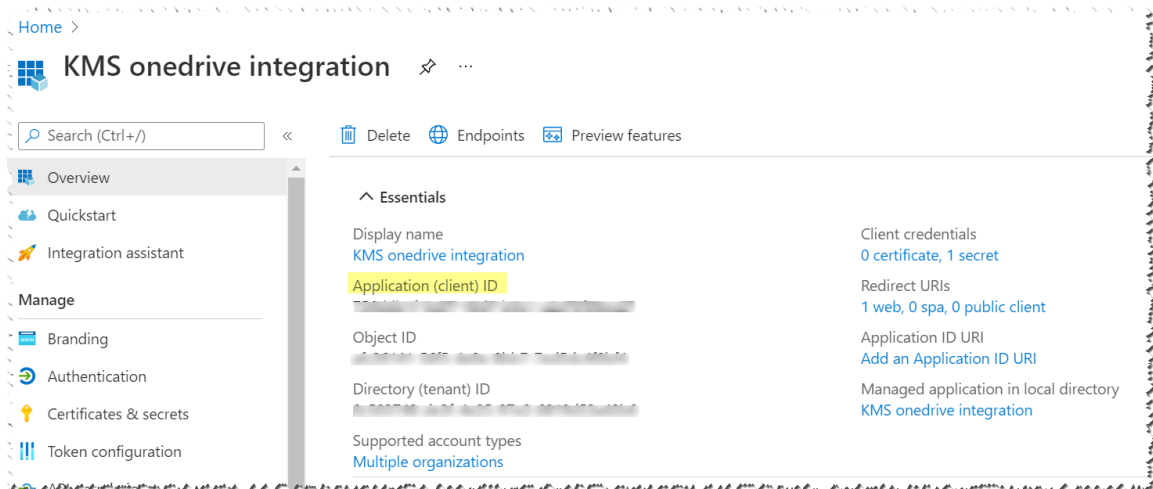 Home >
KMS onedrive integration ...
Search (Ctrl+/)
«
Delete
Endpoints
Preview features
Overview
Quickstart
Integration assistant
Manage
Branding
Authentication
Certificates & secrets
Token configuration
Essentials
Display name
KMS onedrive integration
Application (client) ID
Object ID
Directory (tenant) ID
Supported account types
Multiple organizations
Client credentials
0 certificate, 1 secret
Redirect URIs
1 web, 0 spa, 0 public client
Application ID URI
Add an Application ID URI
Managed application in local directory
KMS onedrive integration